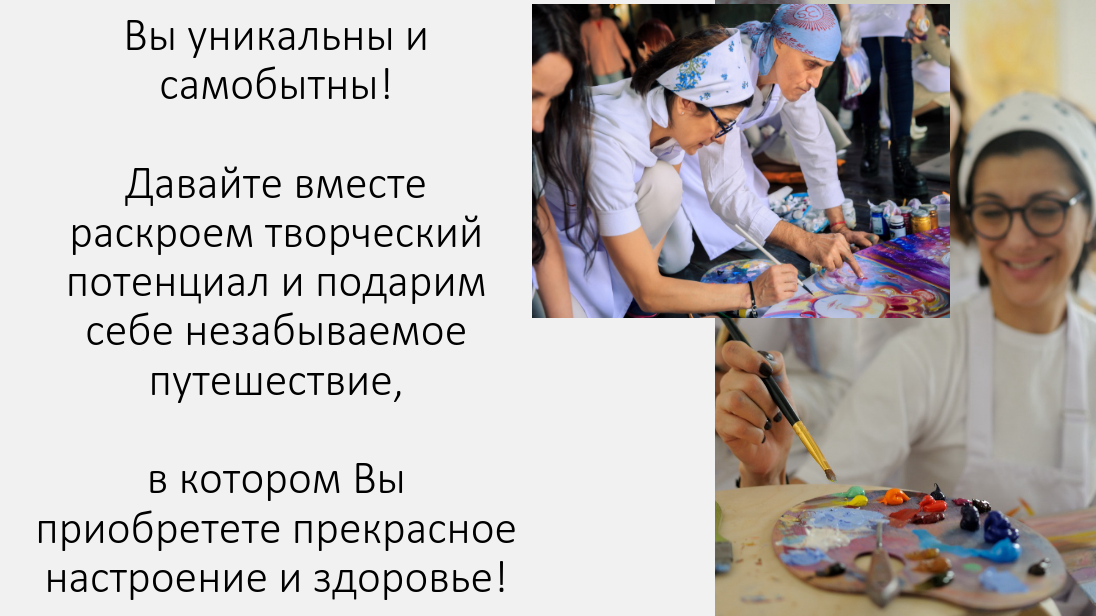 Вы уникальны и
самобытны!
Давайте вместе
раскроем творческий
потенциал и подарим
себе незабываемое
путешествие,
в котором Вы
приобретете прекрасное
настроение и здоровье!